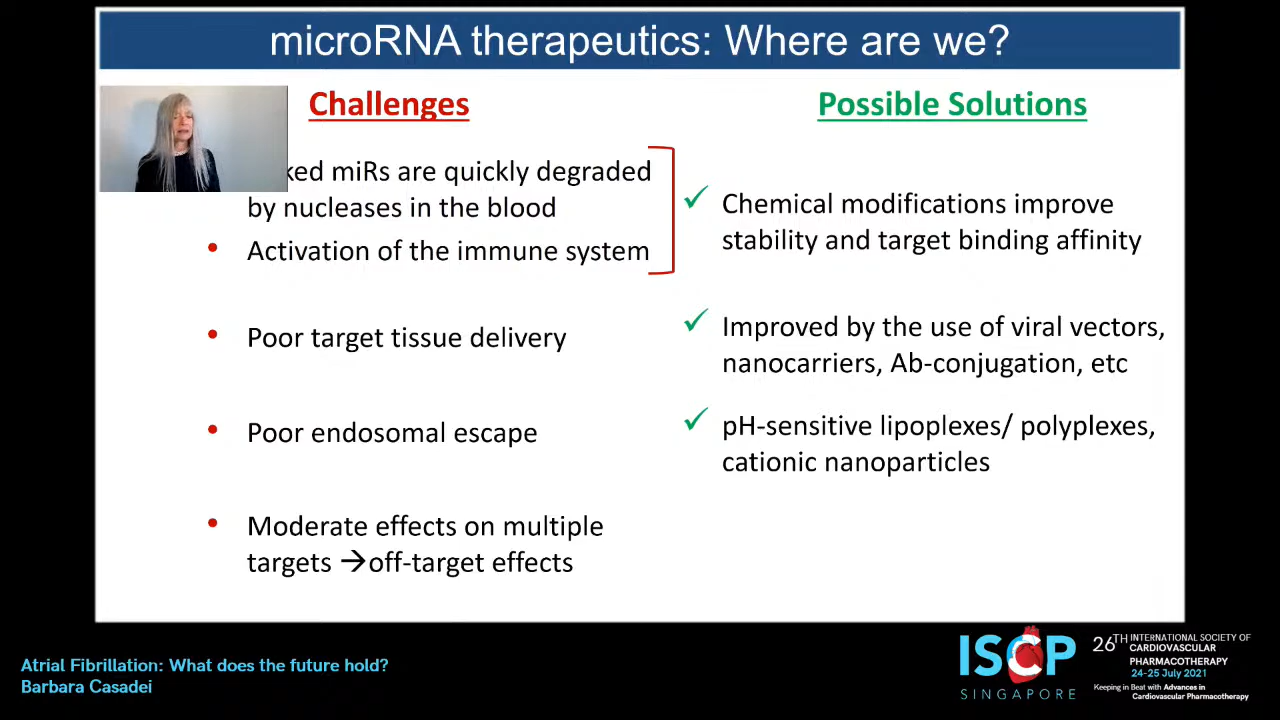 microRNA therapeutics: Where are we?
Challenges
miRs are quickly degraded
by nucleases in the blood
• Activation of the immune system
• Poor target tissue delivery
• Poor endosomal escape
• Moderate effects on multiple
targets →off-target effects
Possible Solutions
✓ Chemical modifications improve
stability and target binding affinity
✓ Improved by the use of viral vectors,
nanocarriers, Ab-conjugation, etc
✓ pH-sensitive lipoplexes/ polyplexes,
cationic nanoparticles
Atrial Fibrillation: What does the future hold?
Barbara Casadei
ISCP
SINGAPORE
26TH INTERNATIONAL SOCIETY OF
CARDIOVASCULAR
PHARMACOTHERAPY
24-25 July 2021
Keeping in Beat with Advances in
Cardiovascular Pharmacotherapy